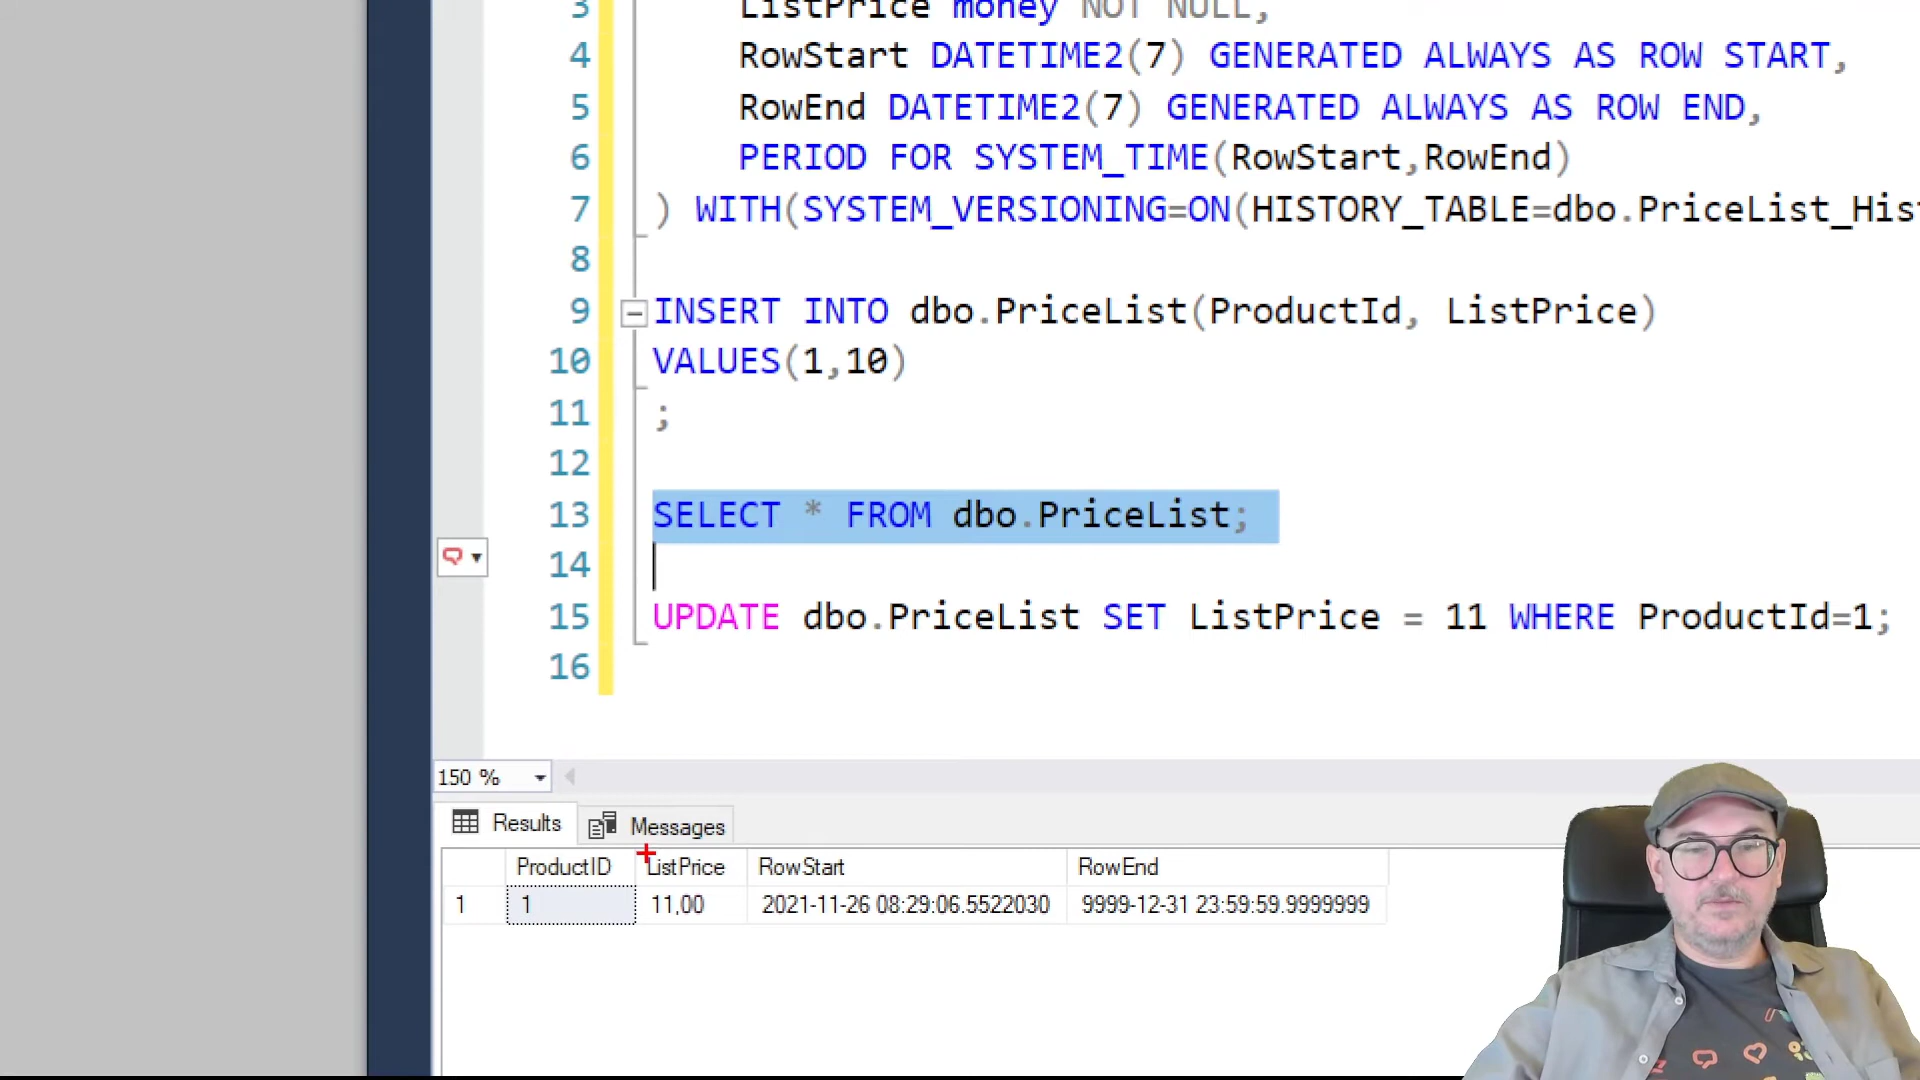 3 ListPrice money NOT NULL,
4 RowStart DATETIME2(7) GENERATED ALWAYS AS ROW START,
5 RowEnd DATETIME2(7) GENERATED ALWAYS AS ROW END,
6 PERIOD FOR SYSTEM_TIME(RowStart,RowEnd)
7 ) WITH(SYSTEM_VERSIONING=ON(HISTORY_TABLE=dbo.PriceList_His
8
9 INSERT INTO dbo.PriceList(ProductId, ListPrice)
10 VALUES(1,10)
11 ;
12
13 SELECT * FROM dbo.PriceList;
14
15 UPDATE dbo.PriceList SET ListPrice = 11 WHERE ProductId=1;
16
150 %
Results Messages
ProductID ListPrice RowStart RowEnd
1 1 11,00 2021-11-26 08:29:06.5522030 9999-12-31 23:59:59.9999999